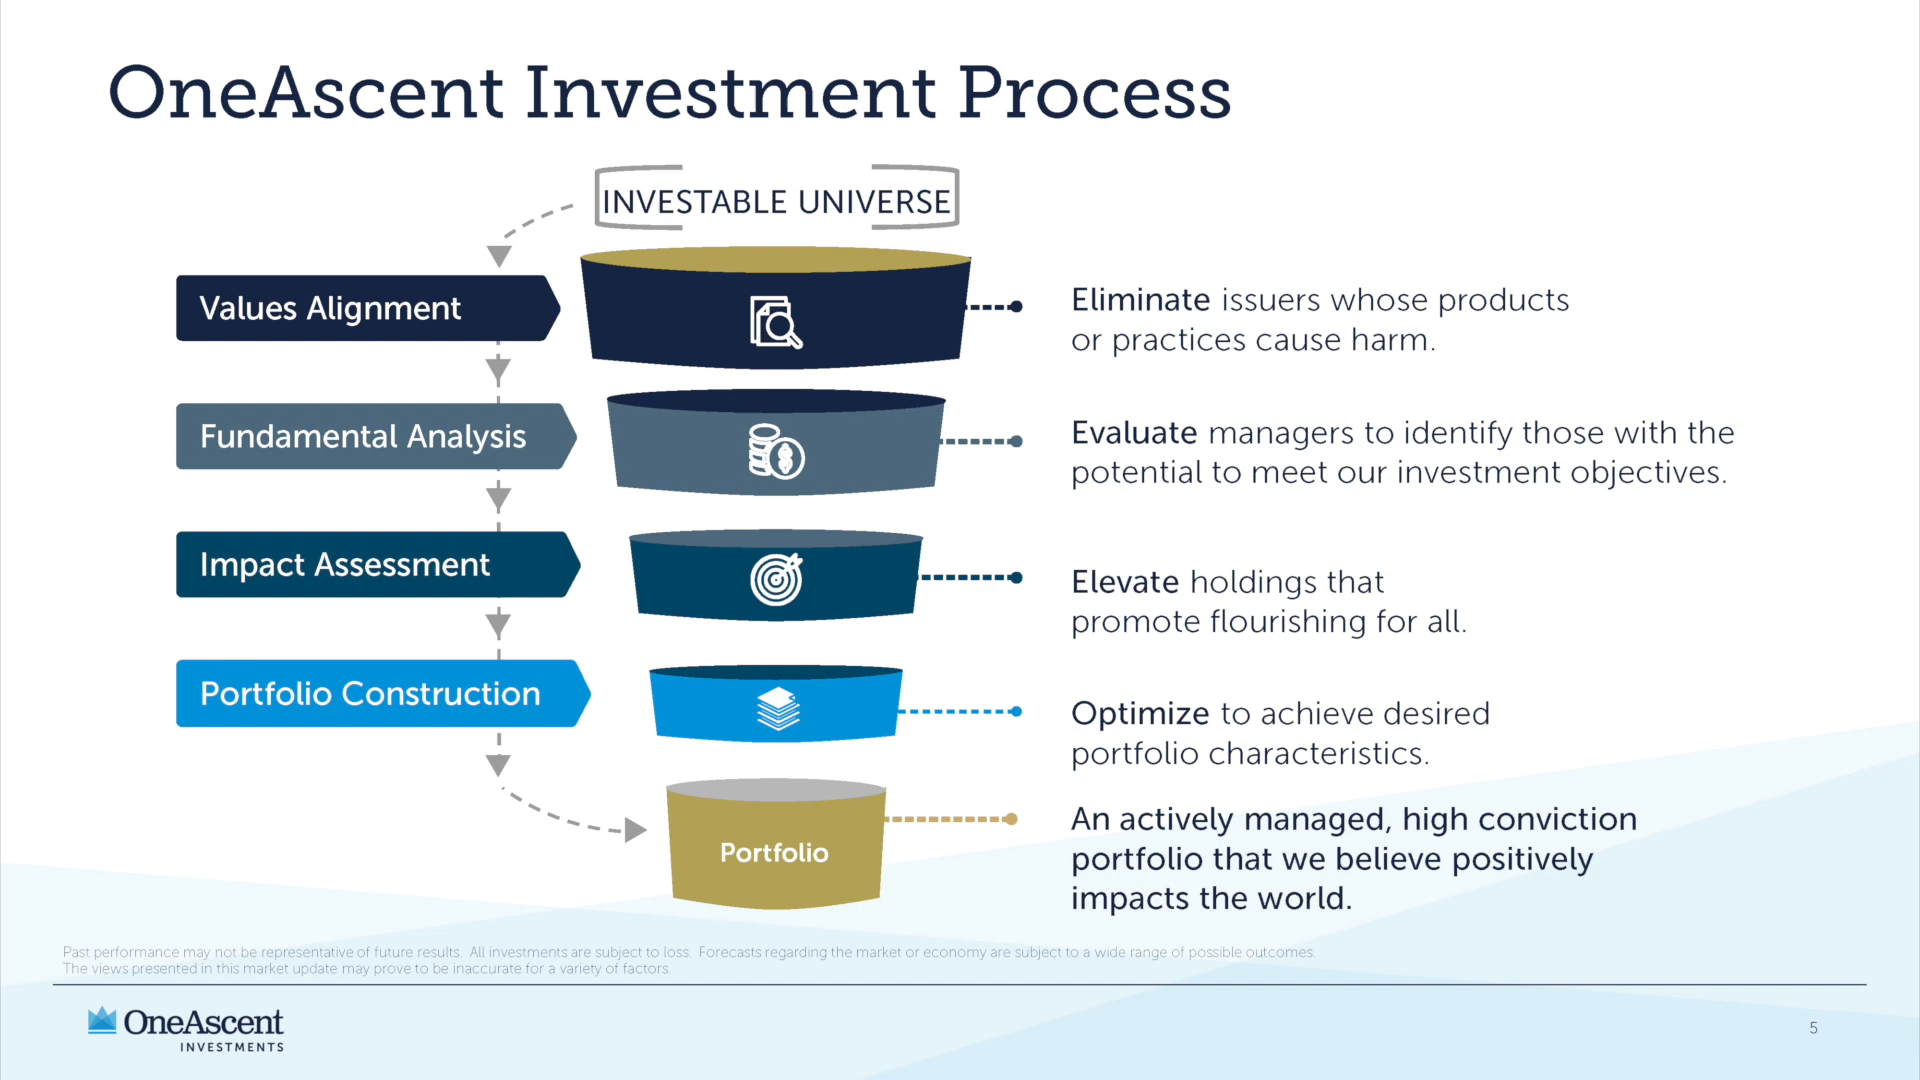 OneAscent Investment Process
INVESTABLE UNIVERSE
Values Alignment
Eliminate issuers whose products
or practices cause harm.
Fundamental Analysis
Evaluate managers to identify those with the
potential to meet our investment objectives.
Impact Assessment
Elevate holdings that
promote flourishing for all.
Portfolio Construction
Optimize to achieve desired
portfolio characteristics.
Portfolio
An actively managed, high conviction
portfolio that we believe positively
impacts the world.
Past performance may not be representative of future results. All investments are subject to loss. Forecasts regarding the market or economy are subject to a wide range of possible outcomes.
The views presented in this market update may prove to be inaccurate for a variety of factors.
OneAscent
INVESTMENTS
5